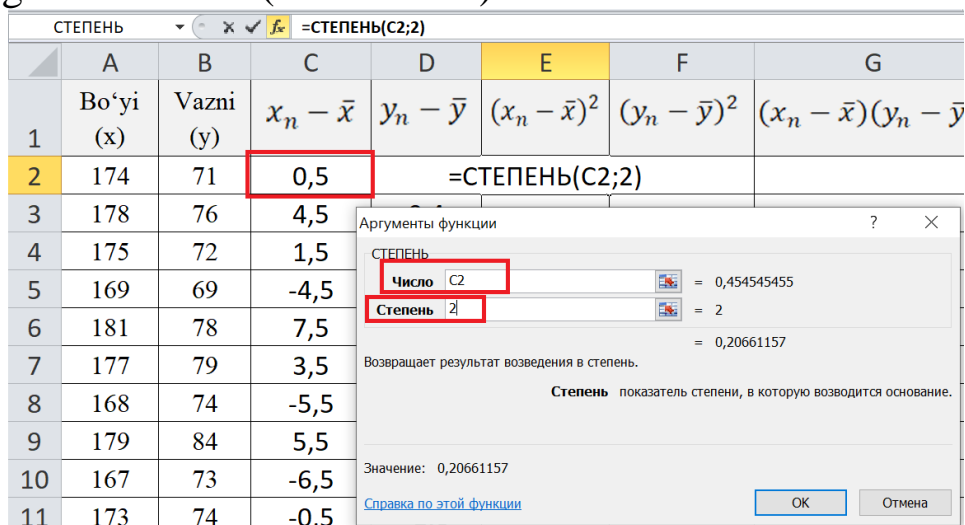 СТЕПЕНЬ fx =СТЕПЕНЬ(C2;2)
A B C D E F G
1 Bo‘yi (x) Vazni (y) xₙ − x̄ yₙ − ȳ (xₙ − x̄)² (yₙ − ȳ)² (xₙ − x̄)(yₙ − ȳ
2 174 71 0,5 =СТЕПЕНЬ(C2;2)
3 178 76 4,5
4 175 72 1,5
5 169 69 -4,5
6 181 78 7,5
7 177 79 3,5
8 168 74 -5,5
9 179 84 5,5
10 167 73 -6,5
11 173 74 -0,5
Аргументы функции ?
СТЕПЕНЬ
Число C2 = 0,454545455
Степень 2 = 2
= 0,20661157
Возвращает результат возведения в степень.
Степень показатель степени, в которую возводится основание.
Значение: 0,20661157
Справка по этой функции OK Отмена